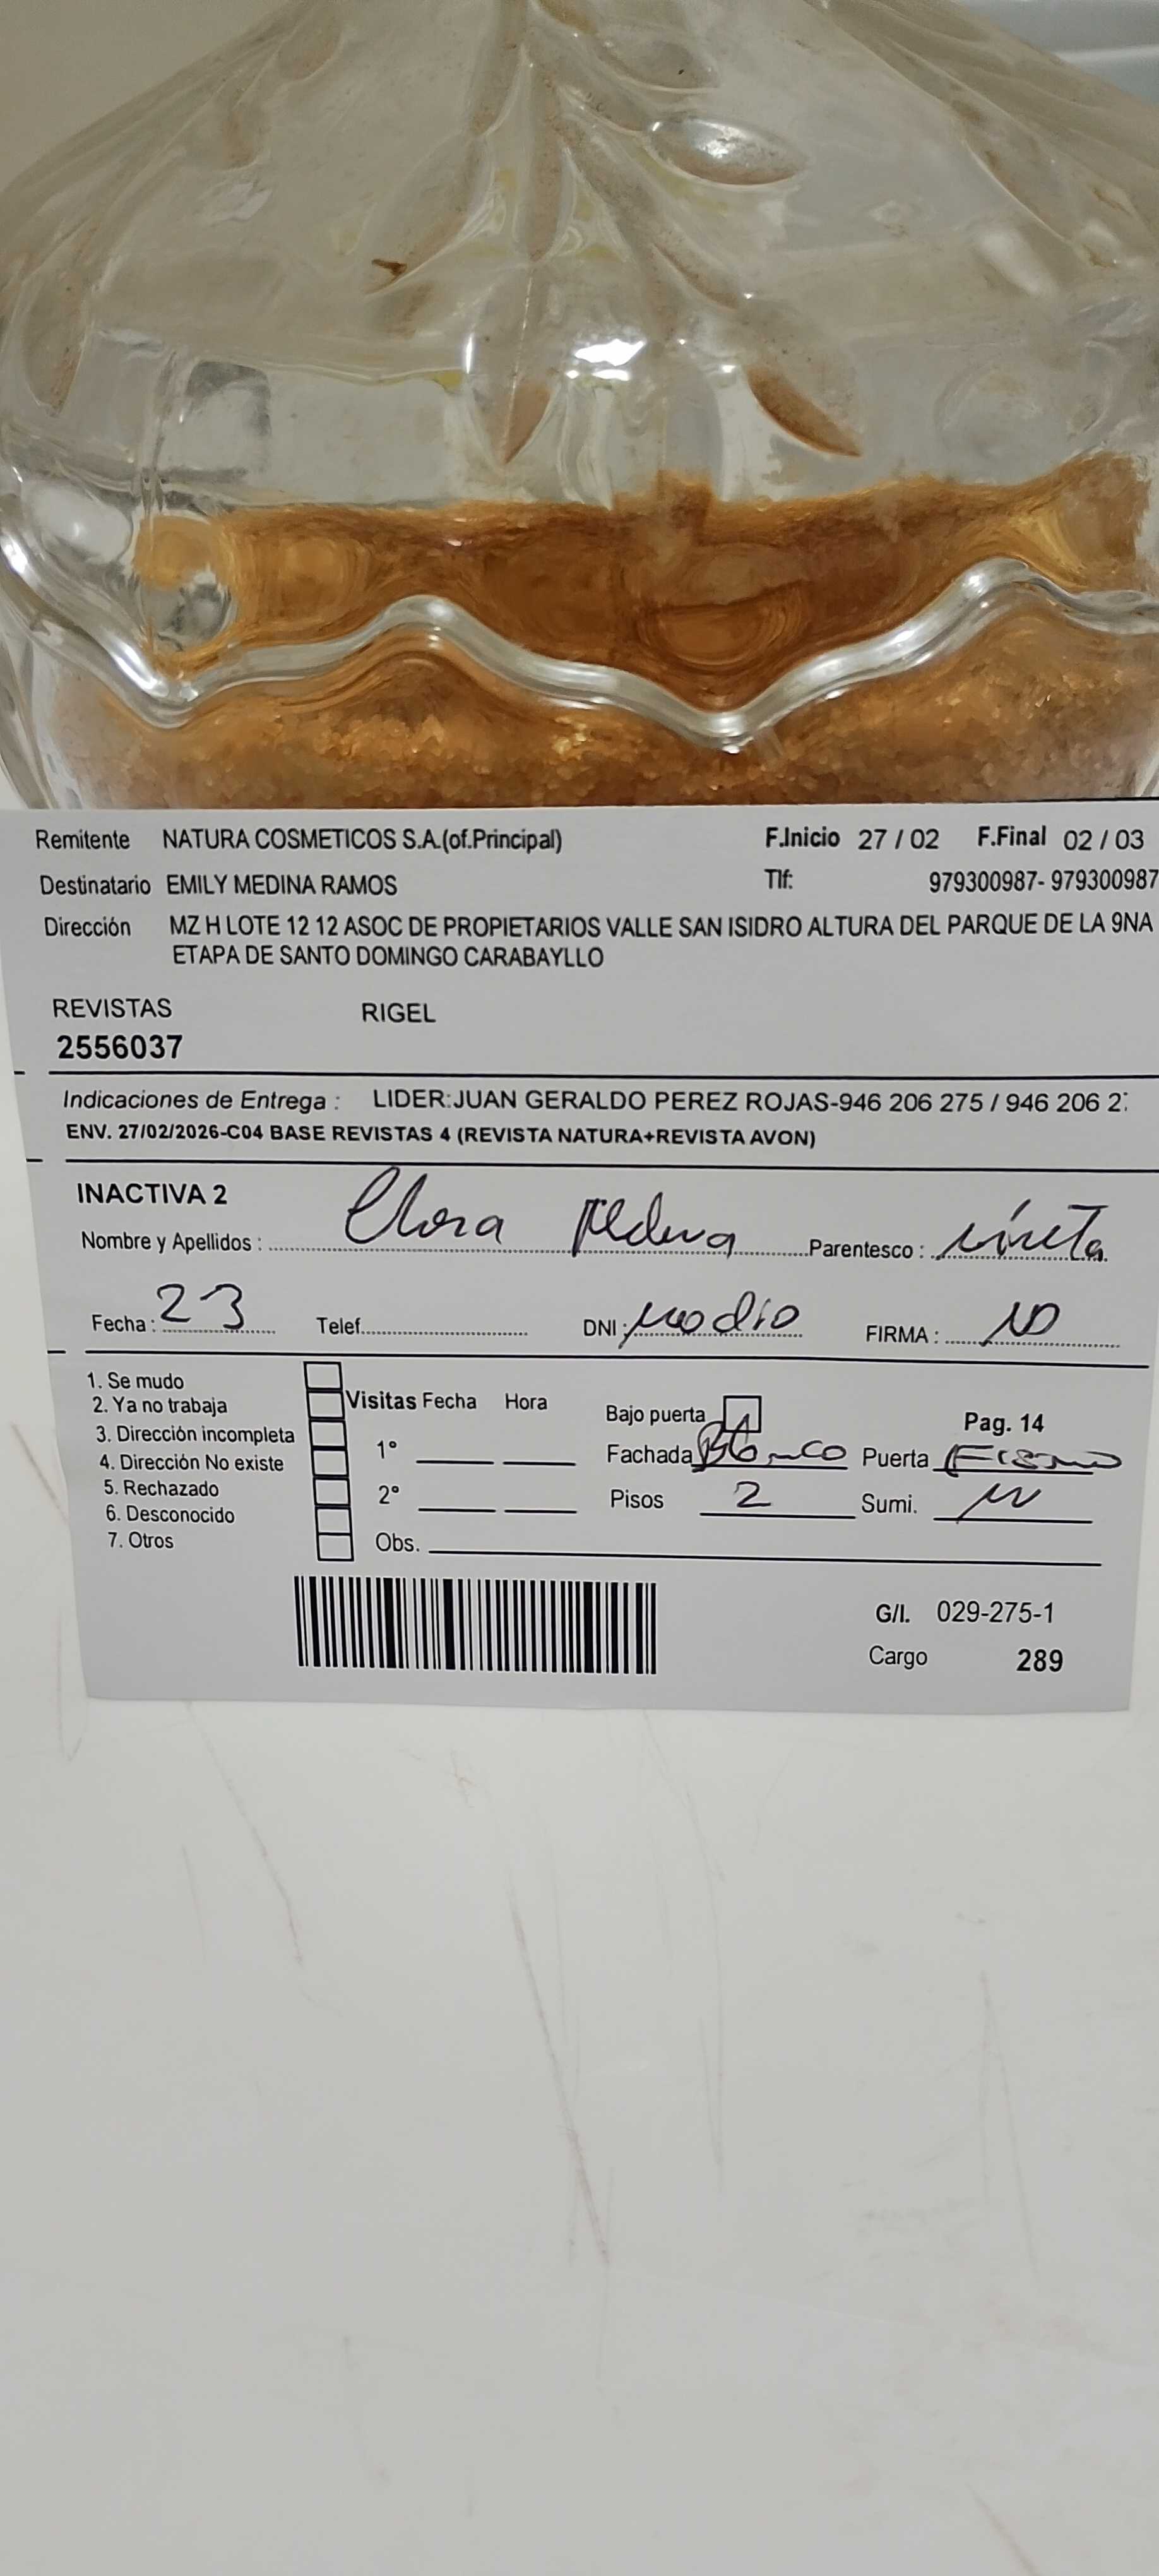 Remitente NATURA COSMETICOS S.A.(of.Principal) F.Inicio 27 / 02 F.Final 02 / 03
Destinatario EMILY MEDINA RAMOS Tlf: 979300987- 979300987
Dirección MZ H LOTE 12 12 ASOC DE PROPIETARIOS VALLE SAN ISIDRO ALTURA DEL PARQUE DE LA 9NA
ETAPA DE SANTO DOMINGO CARABAYLLO
REVISTAS RIGEL
2556037
Indicaciones de Entrega : LIDER:JUAN GERALDO PEREZ ROJAS-946 206 275 / 946 206 2
ENV. 27/02/2026-C04 BASE REVISTAS 4 (REVISTA NATURA+REVISTA AVON)
INACTIVA 2
Nombre y Apellidos : Parentesco :
Fecha : 23 Telef. DNI : no dio FIRMA :
1. Se mudo
2. Ya no trabaja Visitas Fecha Hora Bajo puerta Pag. 14
3. Dirección incompleta 1° Fachada Blanco Puerta
4. Dirección No existe
5. Rechazado 2° Pisos 2 Sumi.
6. Desconocido
7. Otros Obs.
G/I. 029-275-1
Cargo 289